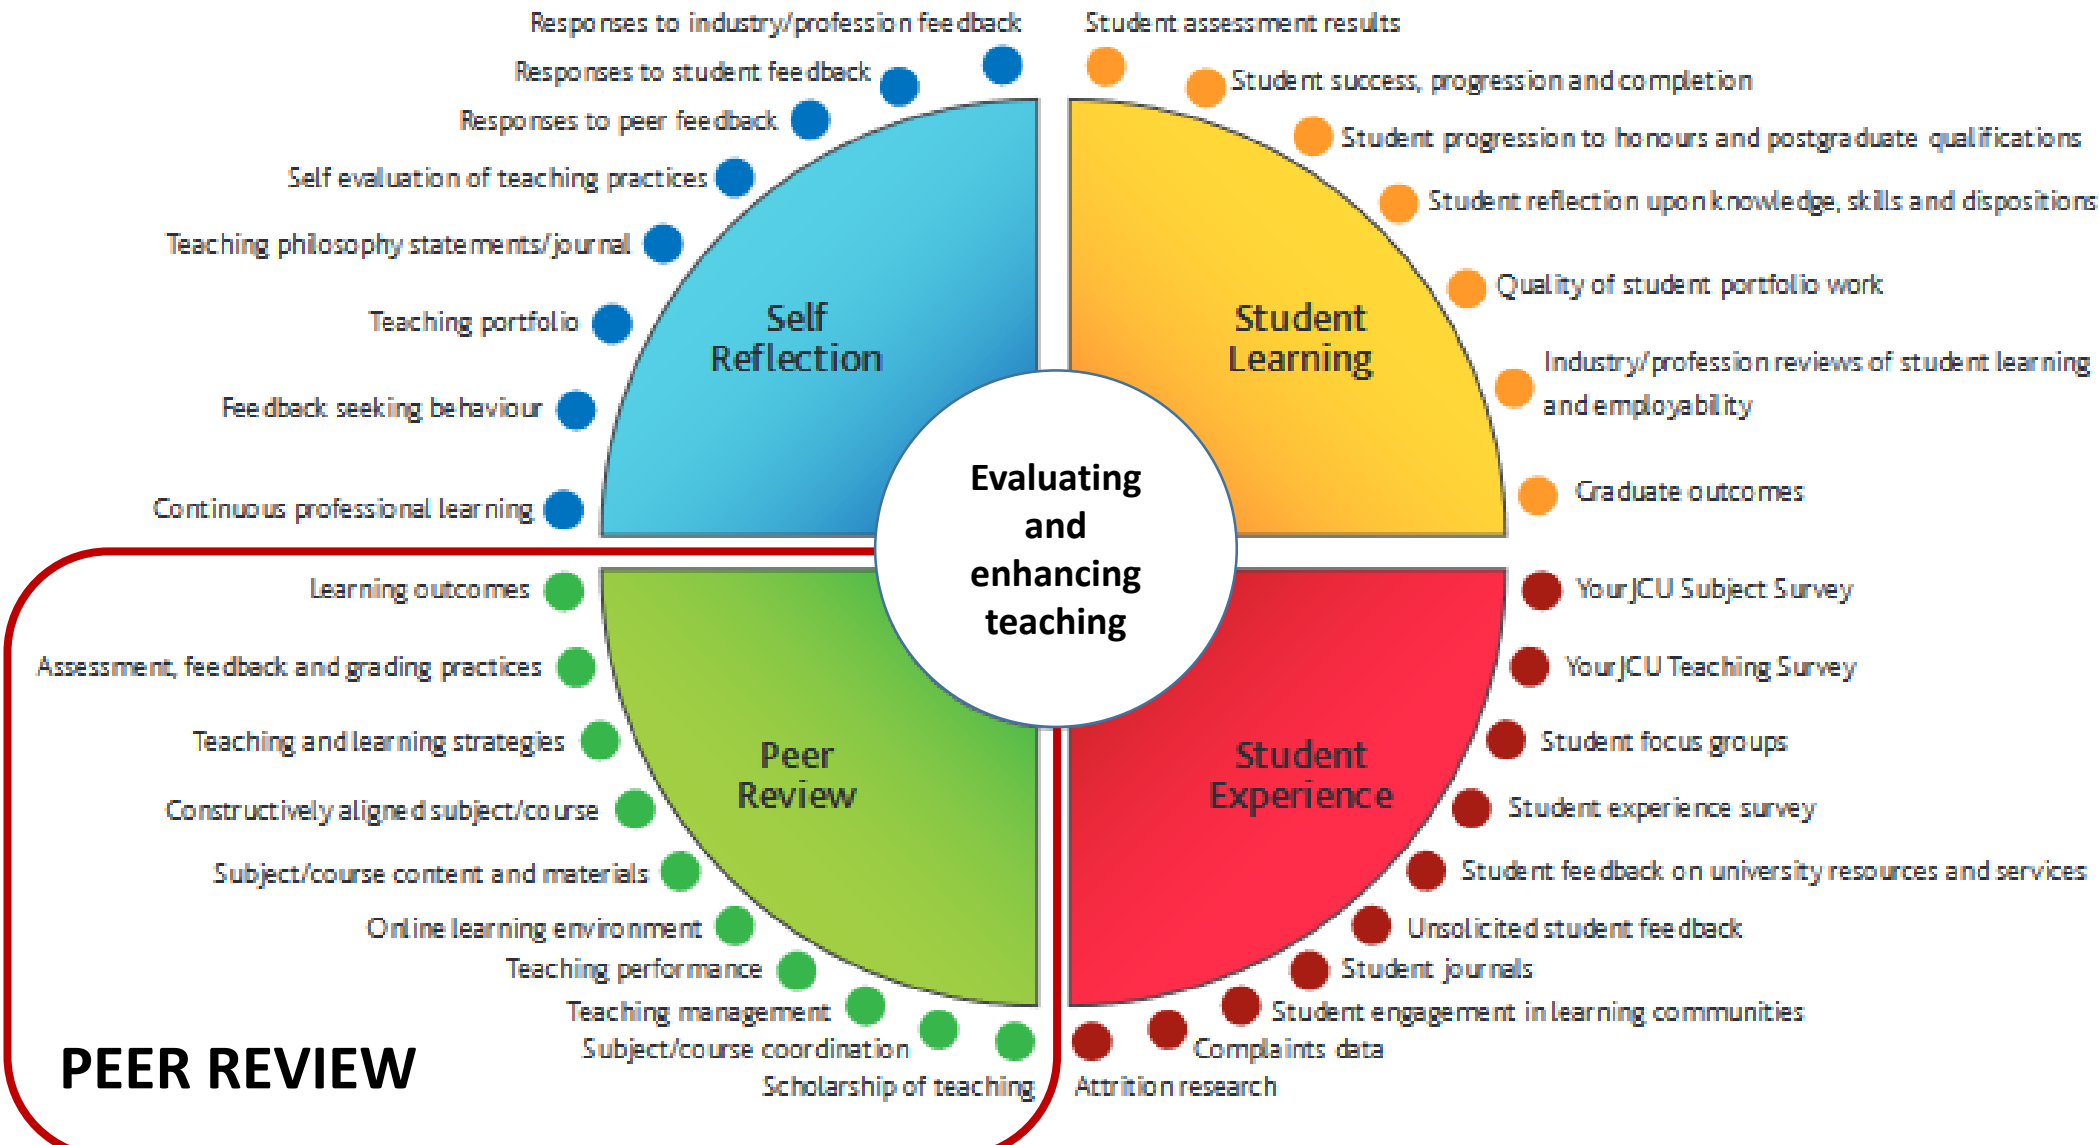 Responses to industry/profession feedback
Responses to student feedback
Responses to peer feedback
Self evaluation of teaching practices
Teaching philosophy statements/journal
Teaching portfolio
Feedback seeking behaviour
Continuous professional learning
Self
Reflection
Student assessment results
Student success, progression and completion
Student progression to honours and postgraduate qualifications
Student reflection upon knowledge, skills and dispositions
Quality of student portfolio work
Industry/profession reviews of student learning
and employability
Graduate outcomes
Student
Learning
Evaluating
and
enhancing
teaching
Learning outcomes
Assessment, feedback and grading practices
Teaching and learning strategies
Constructively aligned subject/course
Subject/course content and materials
Online learning environment
Teaching performance
Teaching management
Subject/course coordination
Scholarship of teaching
Peer
Review
PEER REVIEW
YourJCU Subject Survey
YourJCU Teaching Survey
Student focus groups
Student experience survey
Student feedback on university resources and services
Unsolicited student feedback
Student journals
Student engagement in learning communities
Complaints data
Attrition research
Student
Experience